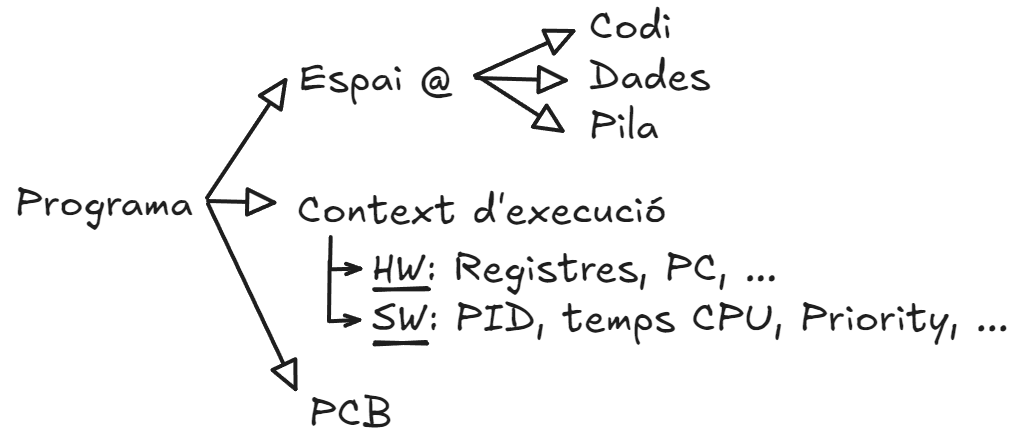 Codi
Espai @
Dades
Pila
Programa
Context d'execució
HW: Registres, PC, ...
SW: PID, temps CPU, Priority, ...
PCB